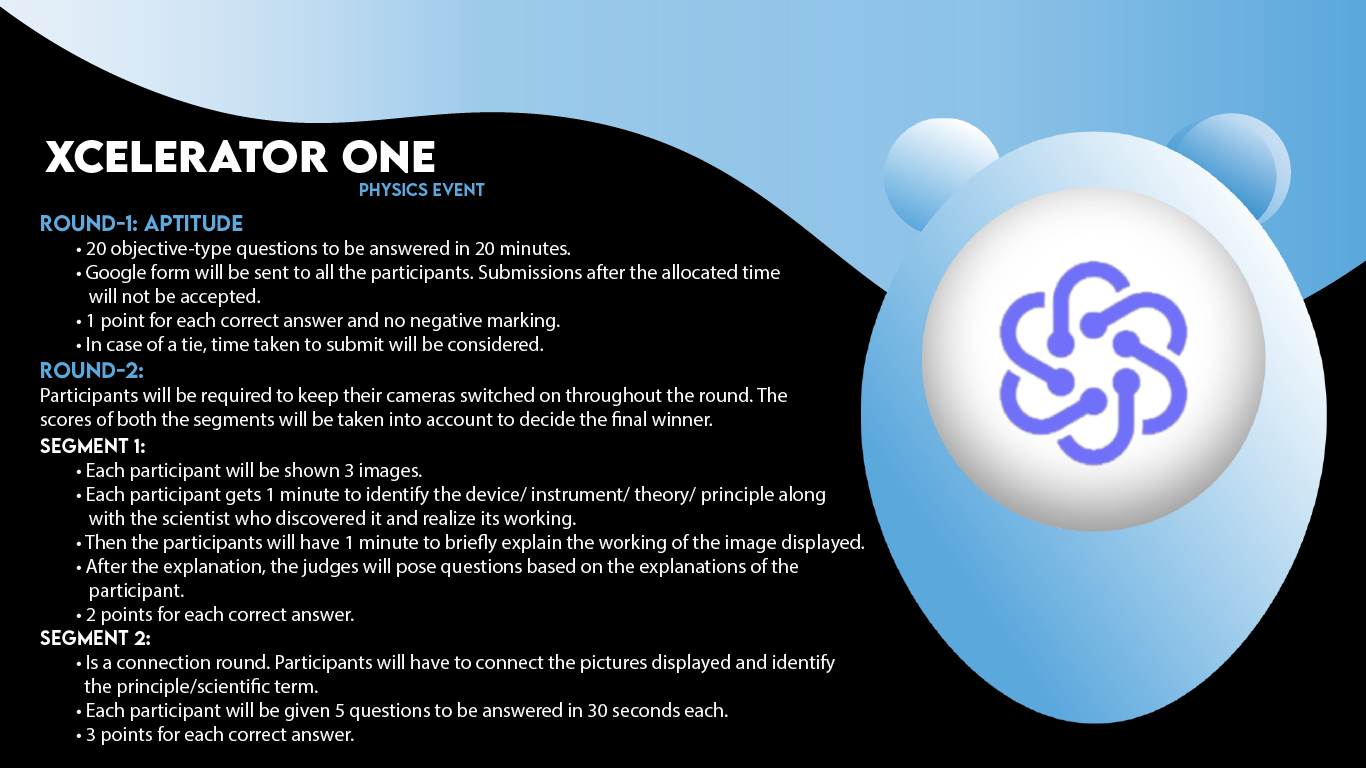 XCELERATOR ONE
PHYSICS EVENT
ROUND-1: APTITUDE
• 20 objective-type questions to be answered in 20 minutes.
• Google form will be sent to all the participants. Submissions after the allocated time
will not be accepted.
• 1 point for each correct answer and no negative marking.
• In case of a tie, time taken to submit will be considered.
ROUND-2:
Participants will be required to keep their cameras switched on throughout the round. The
scores of both the segments will be taken into account to decide the final winner.
SEGMENT 1:
• Each participant will be shown 3 images.
• Each participant gets 1 minute to identify the device/ instrument/ theory/ principle along
with the scientist who discovered it and realize its working.
• Then the participants will have 1 minute to briefly explain the working of the image displayed.
• After the explanation, the judges will pose questions based on the explanations of the
participant.
• 2 points for each correct answer.
SEGMENT 2:
• Is a connection round. Participants will have to connect the pictures displayed and identify
the principle/scientific term.
• Each participant will be given 5 questions to be answered in 30 seconds each.
• 3 points for each correct answer.